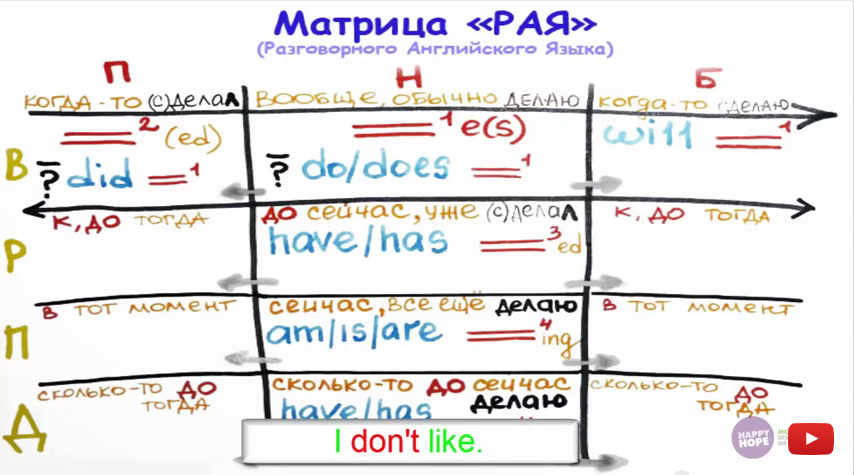 Матрица «РАЯ»
(Разговорного Английского Языка)
П Н Б
КОГДА-ТО (С)ДЕЛАЛ ВООБЩЕ, ОБЫЧНО ДЕЛАЮ КОГДА-ТО СДЕЛАЮ
2 (ed) 1 e(s) will 1
В ? did 1 ? do/does 1
К, ДО ТОГДА ДО СЕЙЧАС, УЖЕ (С)ДЕЛАЛ К, ДО ТОГДА
Р have/has 3 ed
В ТОТ МОМЕНТ СЕЙЧАС, ВСЕ ЕЩЁ ДЕЛАЮ В ТОТ МОМЕНТ
П am/is/are 4 ing
СКОЛЬКО-ТО ДО ТОГДА СКОЛЬКО-ТО ДО СЕЙЧАС ДЕЛАЮ СКОЛЬКО-ТО ДО ТОГДА
Д have/has
I don't like.
HAPPY
HOPE